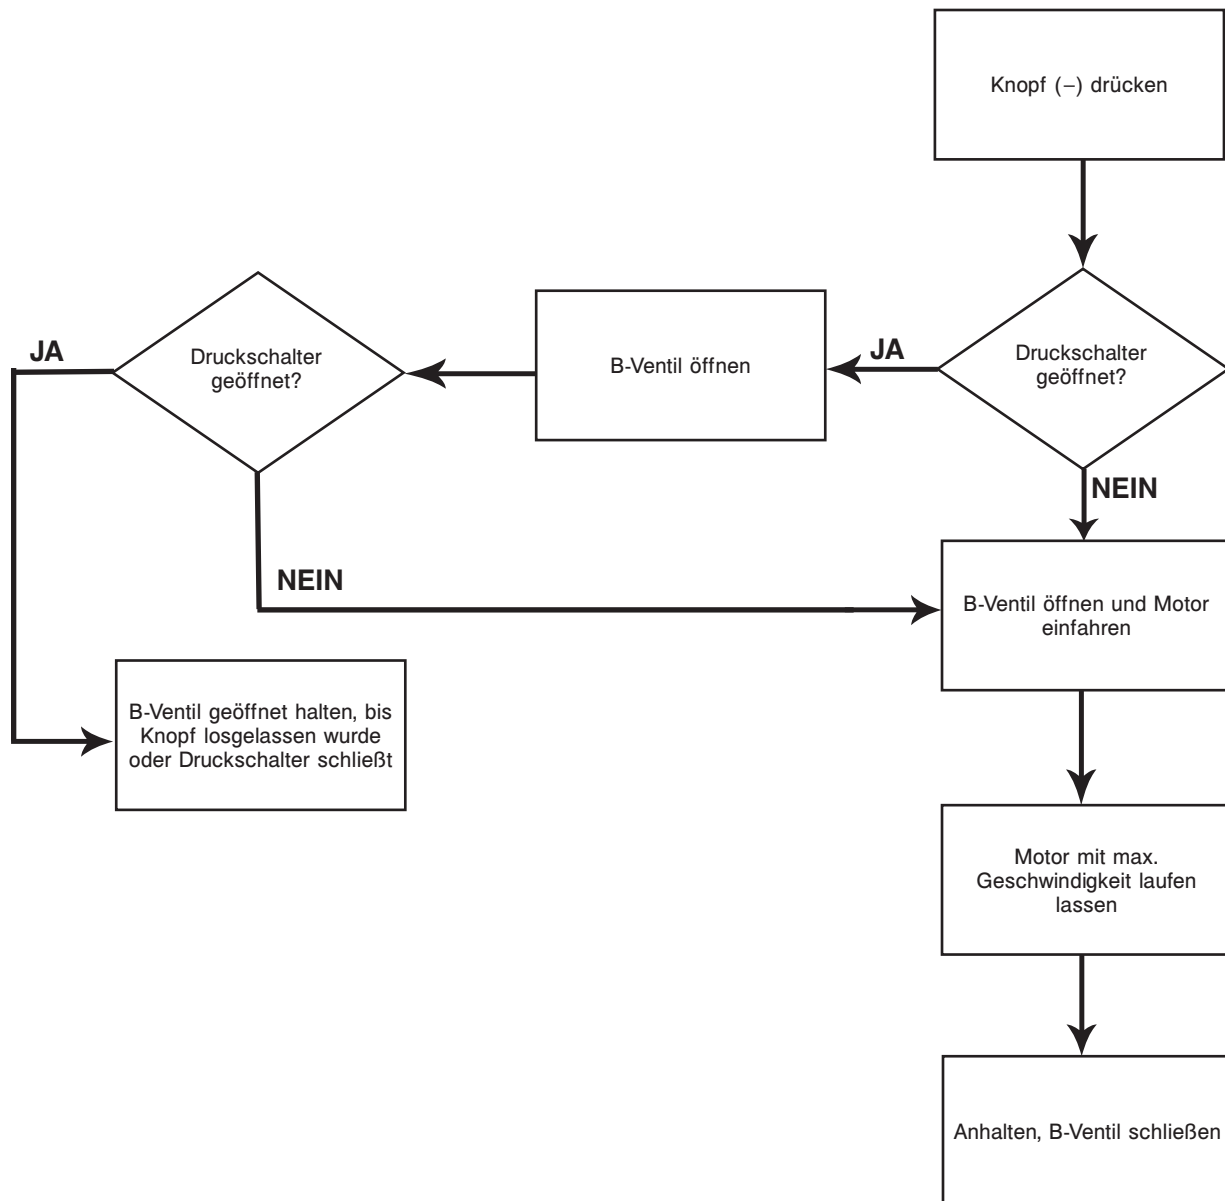 Knopf (–) drücken
Druckschalter
geöffnet?
JA
B-Ventil öffnen
Druckschalter
geöffnet?
JA
NEIN
B-Ventil öffnen und Motor
einfahren
NEIN
B-Ventil geöffnet halten, bis
Knopf losgelassen wurde
oder Druckschalter schließt
Motor mit max.
Geschwindigkeit laufen
lassen
Anhalten, B-Ventil schließen